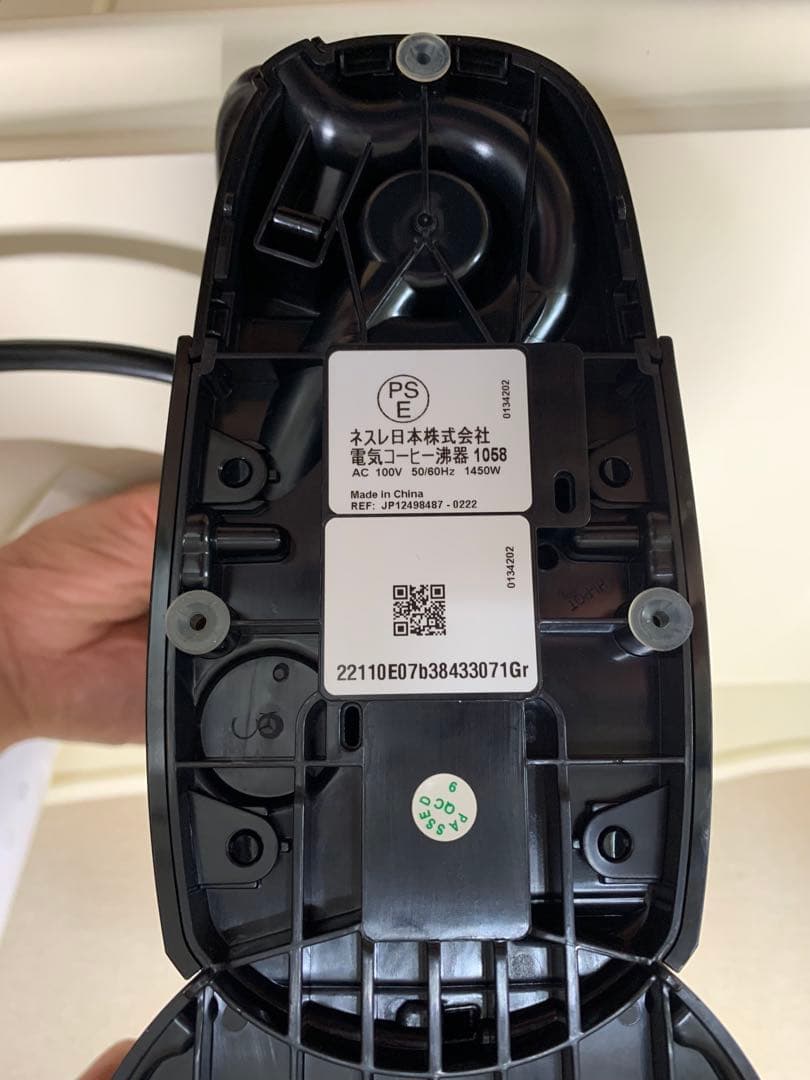 PS
E
0134202
ネスレ日本株式会社
電気コーヒー沸器 1058
AC 100V 50/60Hz 1450W
Made in China
REF: JP12498487 - 0222
0134202
22110E07b38433071Gr
PASSED
QC
9